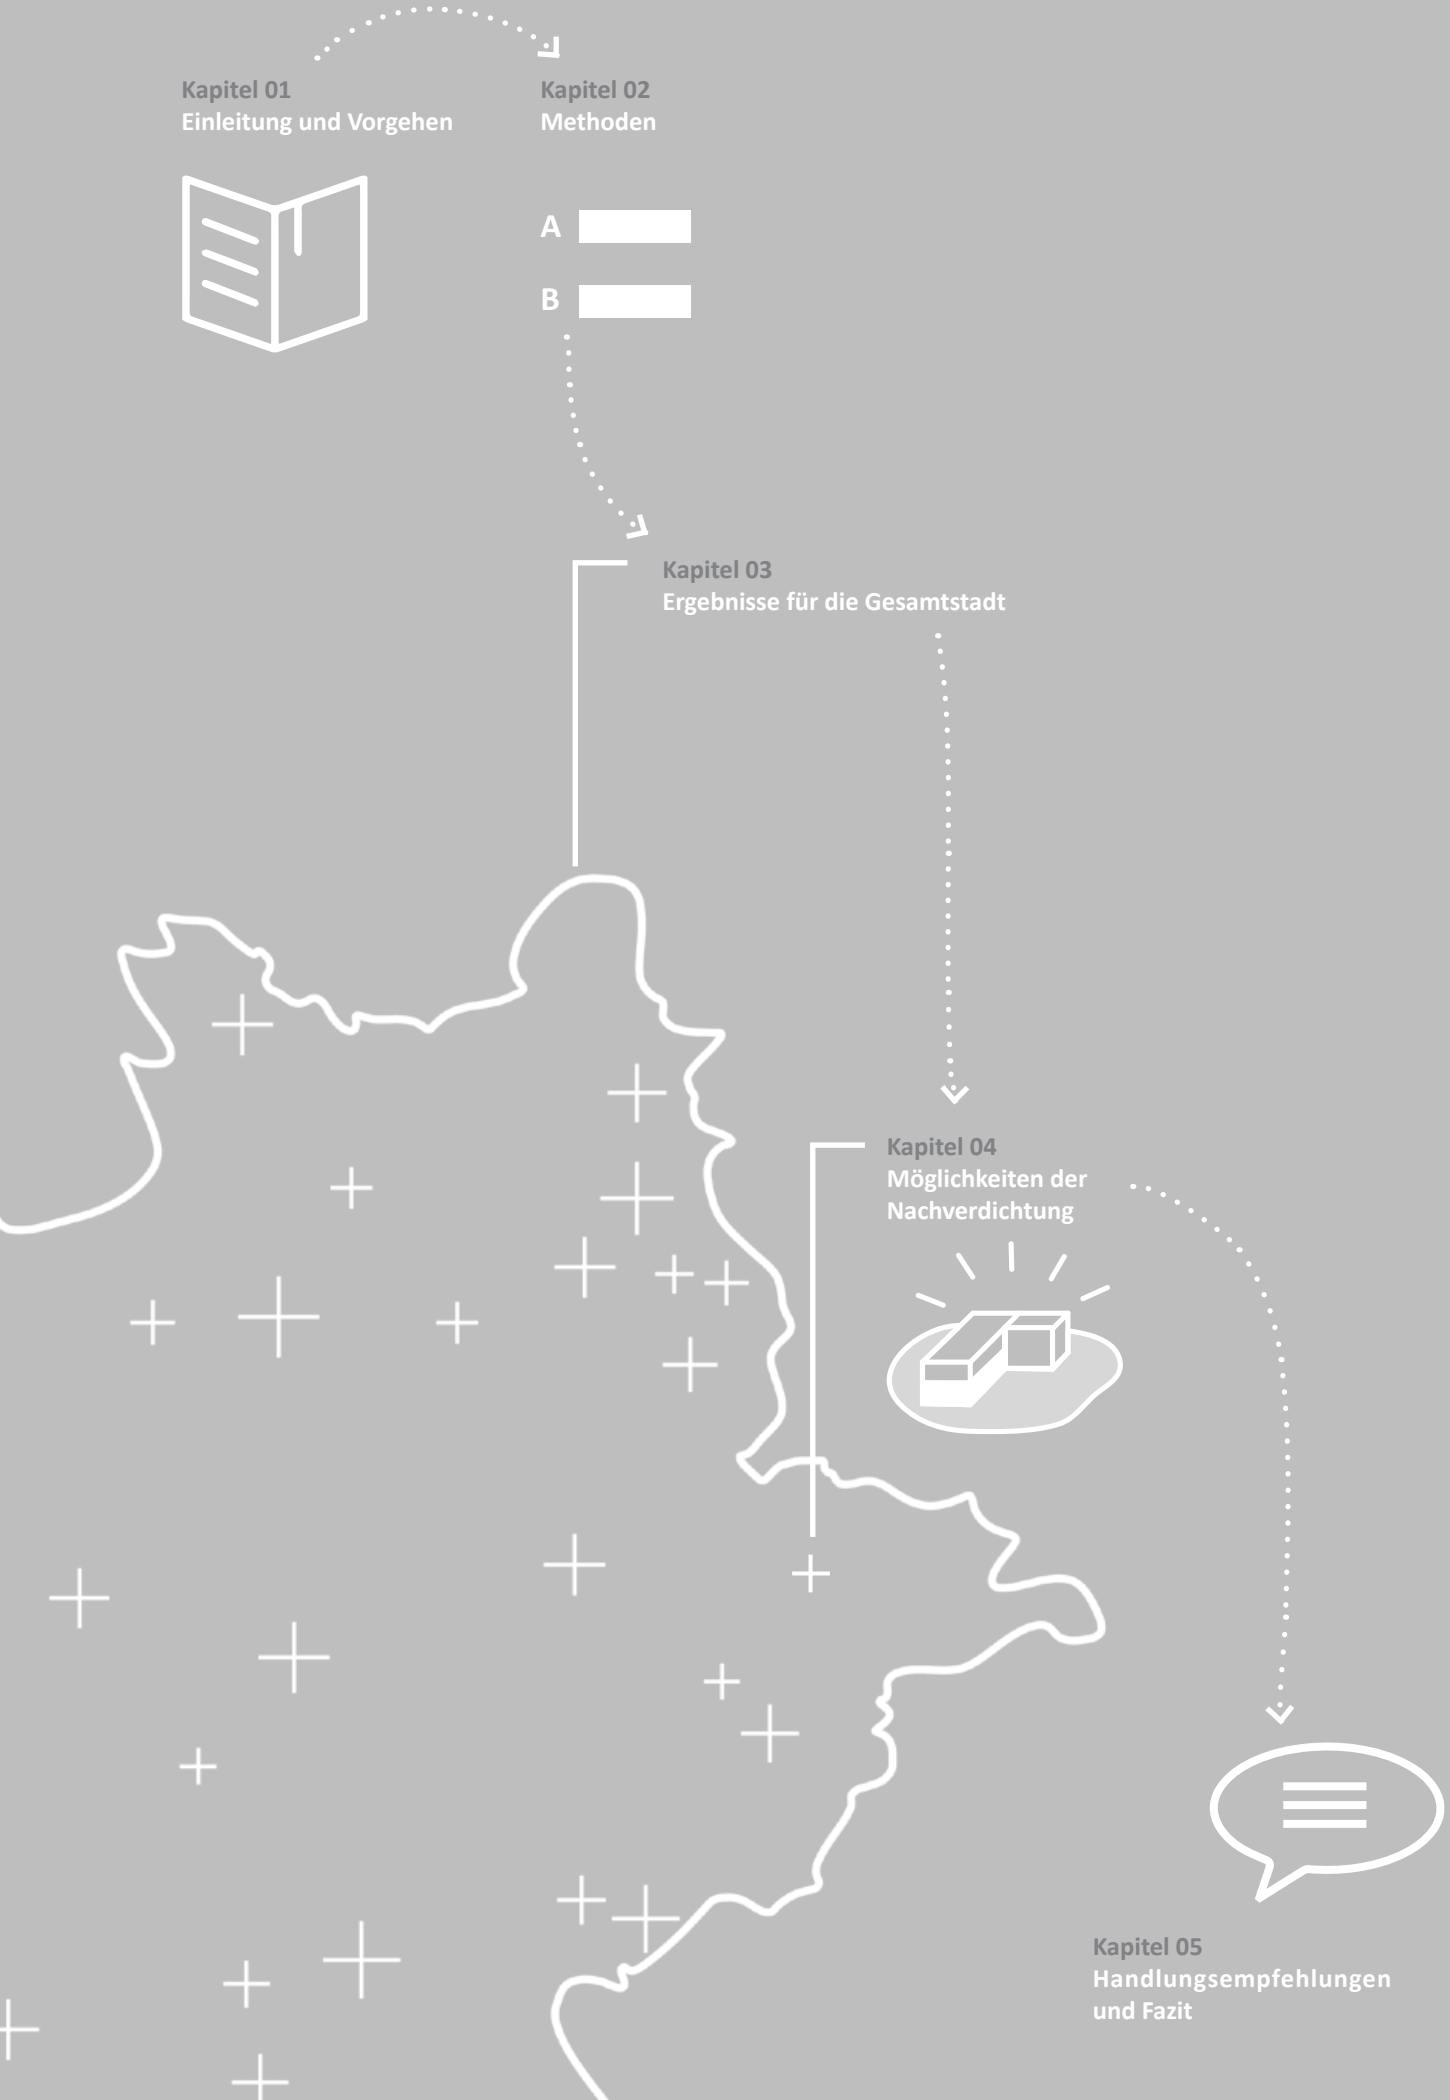 Kapitel 01
Einleitung und Vorgehen
Kapitel 02
Methoden
A
B
Kapitel 03
Ergebnisse für die Gesamtstadt
Kapitel 04
Möglichkeiten der
Nachverdichtung
Kapitel 05
Handlungsempfehlungen
und Fazit